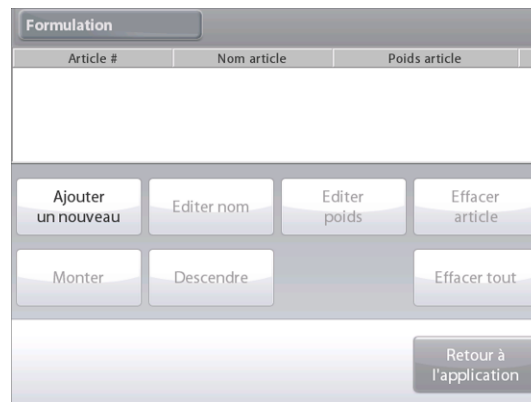 Formulation
Article # Nom article Poids article
Ajouter
un nouveau
Editer nom
Editer
poids
Effacer
article
Monter
Descendre
Effacer tout
Retour à
l'application